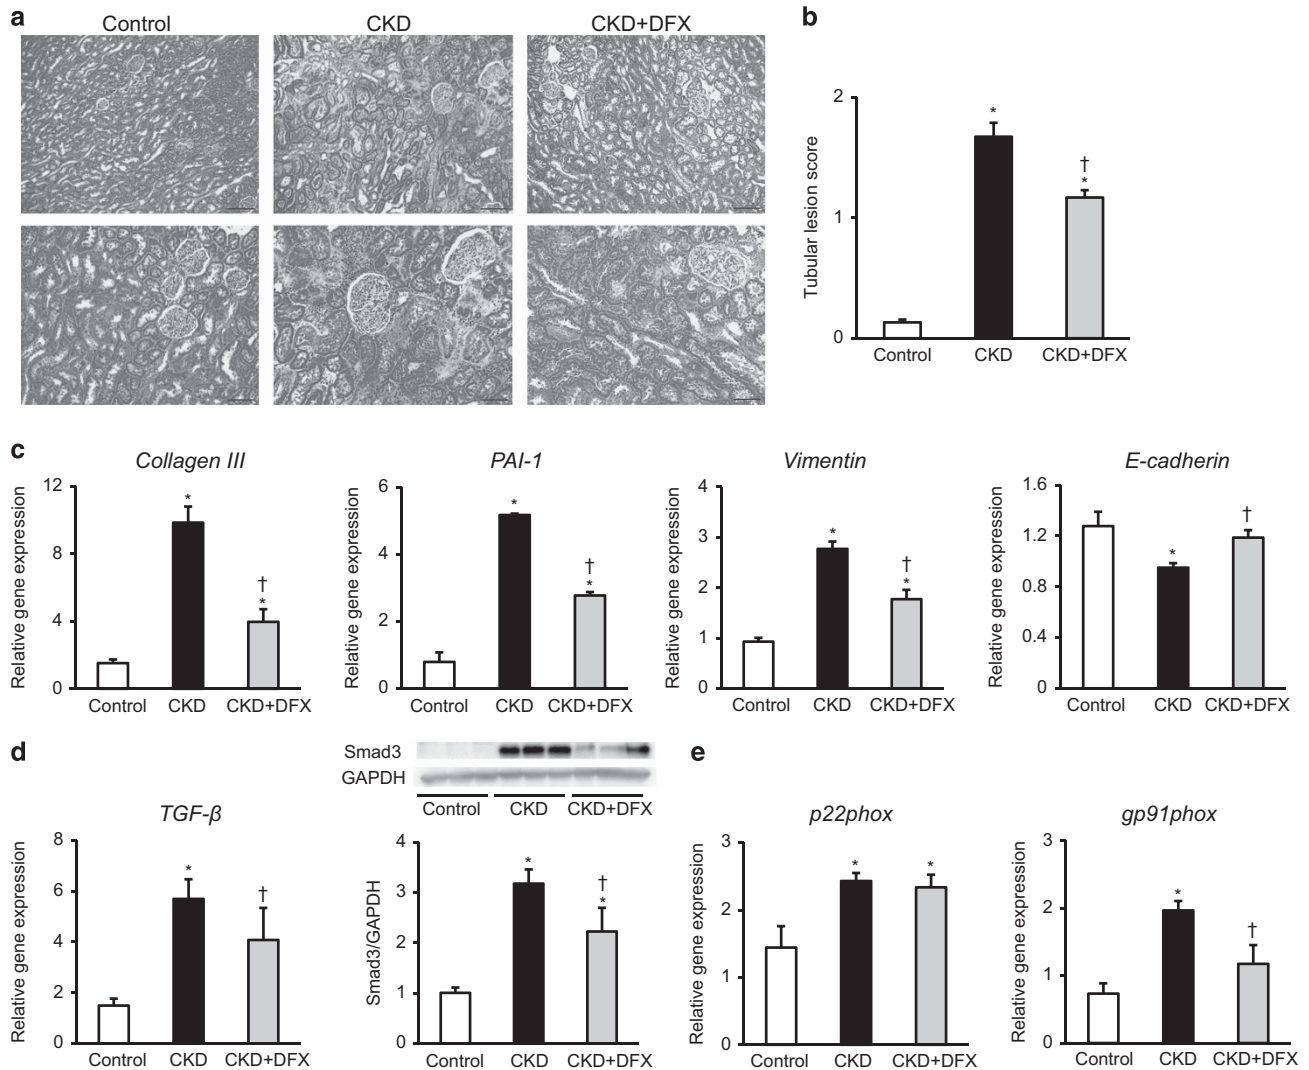 a
Control CKD CKD+DFX
b
Tubular lesion score
2
1
0
Control CKD CKD+DFX
c
Collagen III
Relative gene expression
12
8
4
0
Control CKD CKD+DFX
PAI-1
Relative gene expression
6
4
2
0
Control CKD CKD+DFX
Vimentin
Relative gene expression
4
3
2
1
0
Control CKD CKD+DFX
E-cadherin
Relative gene expression
1.6
1.2
0.8
0.4
0
Control CKD CKD+DFX
* * † * * † * * † * * †
d
TGF-β
Relative gene expression
8
6
4
2
0
* †
Control CKD CKD+DFX
Smad3
GAPDH
Control CKD CKD+DFX
Smad3/GAPDH
4
3
2
1
0
* † *
Control CKD CKD+DFX
e
p22phox
Relative gene expression
3
2
1
0
* *
Control CKD CKD+DFX
gp91phox
Relative gene expression
3
2
1
0
* †
Control CKD CKD+DFX